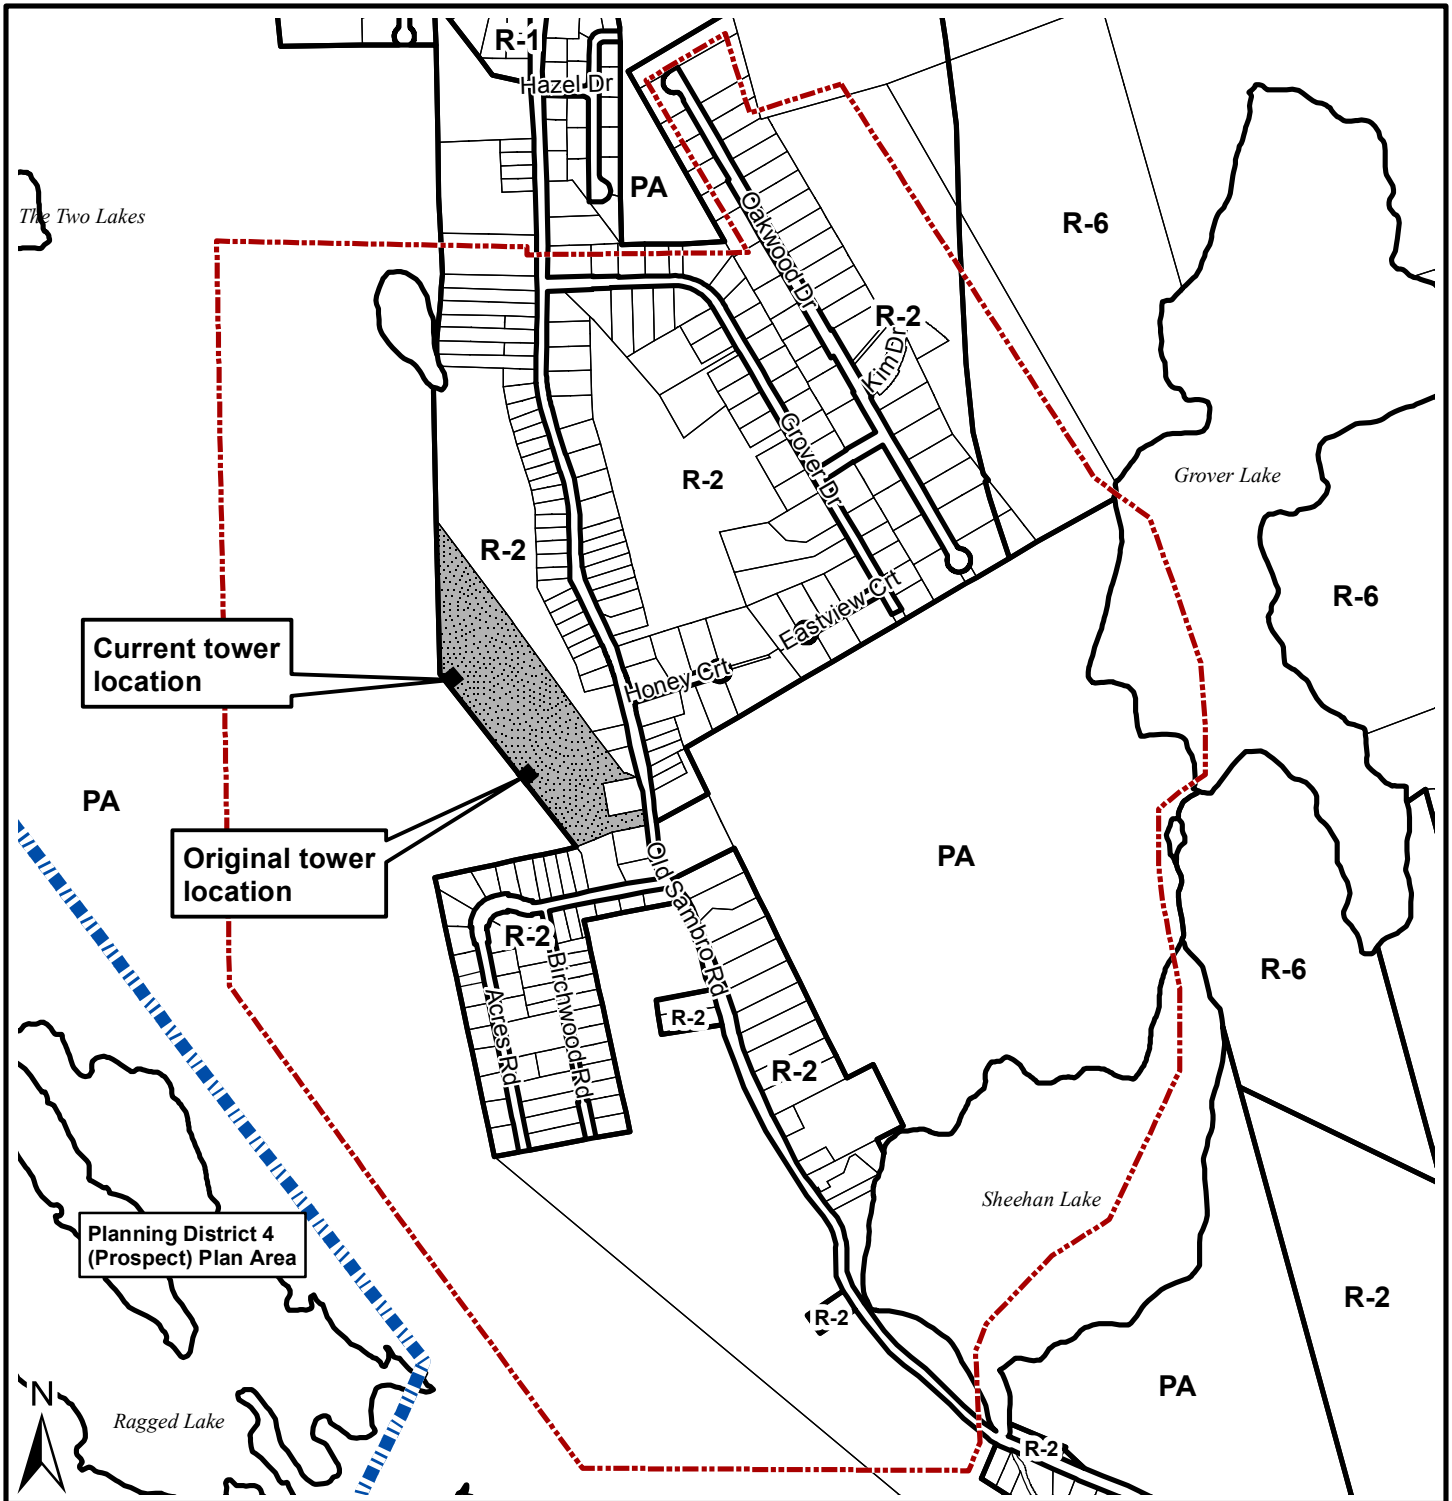 R-1
Hazel Dr
PA
The Two Lakes
Oakwood Dr
R-6
R-2
Kim Dr
Grover Dr
R-2
Grover Lake
R-2
Eastview Crt
R-6
Current tower
location
Honey Crt
PA
Original tower
location
Old Sambro Rd
PA
R-2
Birchwood Rd
Acres Rd
R-6
R-2
R-2
Sheehan Lake
Planning District 4
(Prospect) Plan Area
R-2
R-2
PA
N
Ragged Lake
R-2